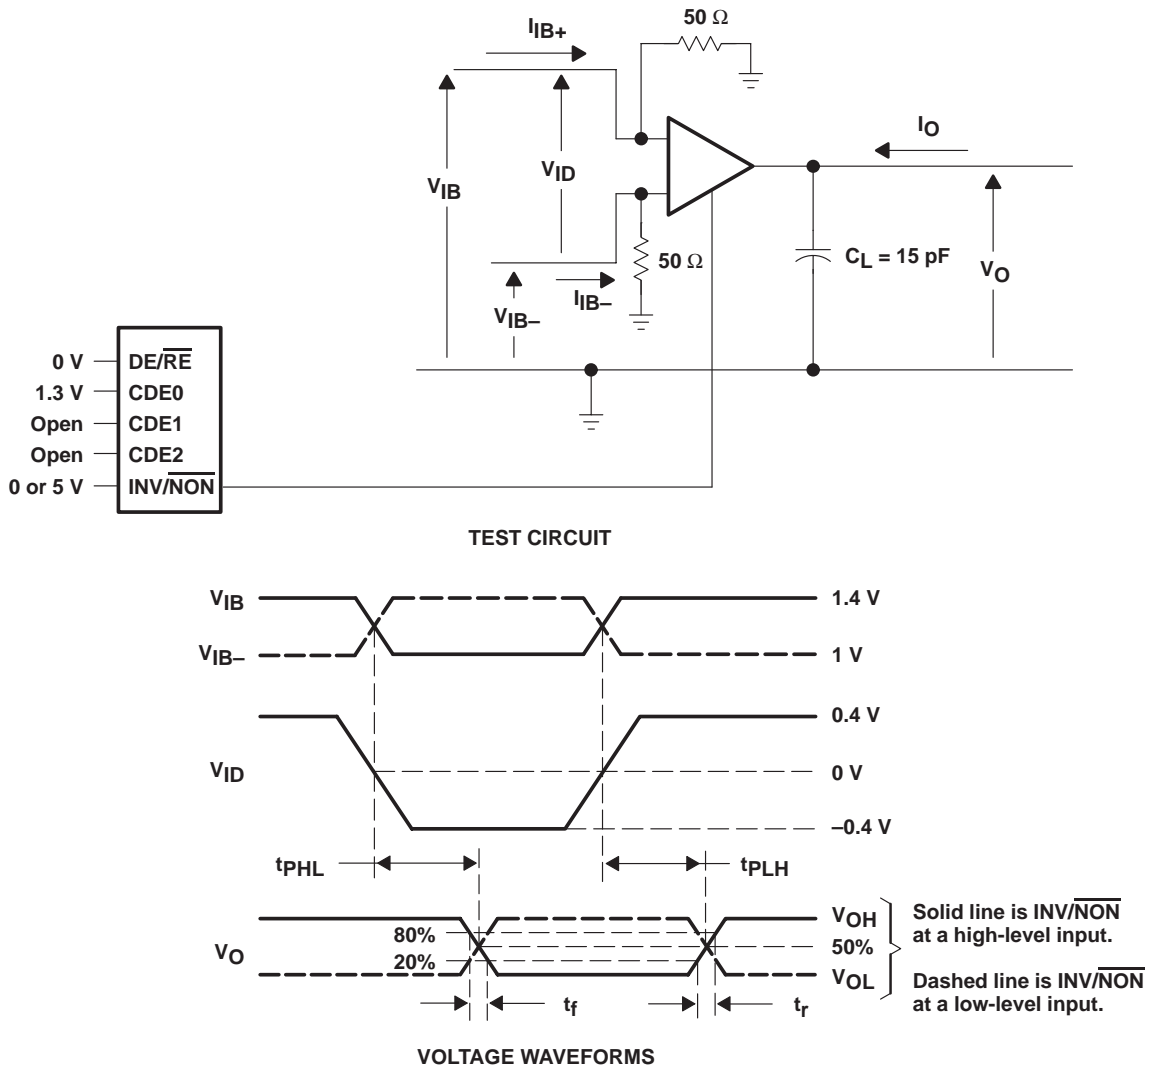 50 Ω
IIB+
IO
VID
VIB
50 Ω
CL = 15 pF
VO
IIB–
VIB–
0 V DE/RE
1.3 V CDE0
Open CDE1
Open CDE2
0 or 5 V INV/NON
TEST CIRCUIT
VIB 1.4 V
VIB– 1 V
0.4 V
VID 0 V
–0.4 V
tPHL tPLH
VOH
80%
VO 50%
20%
VOL
Solid line is INV/NON
at a high-level input.
Dashed line is INV/NON
at a low-level input.
tf tr
VOLTAGE WAVEFORMS